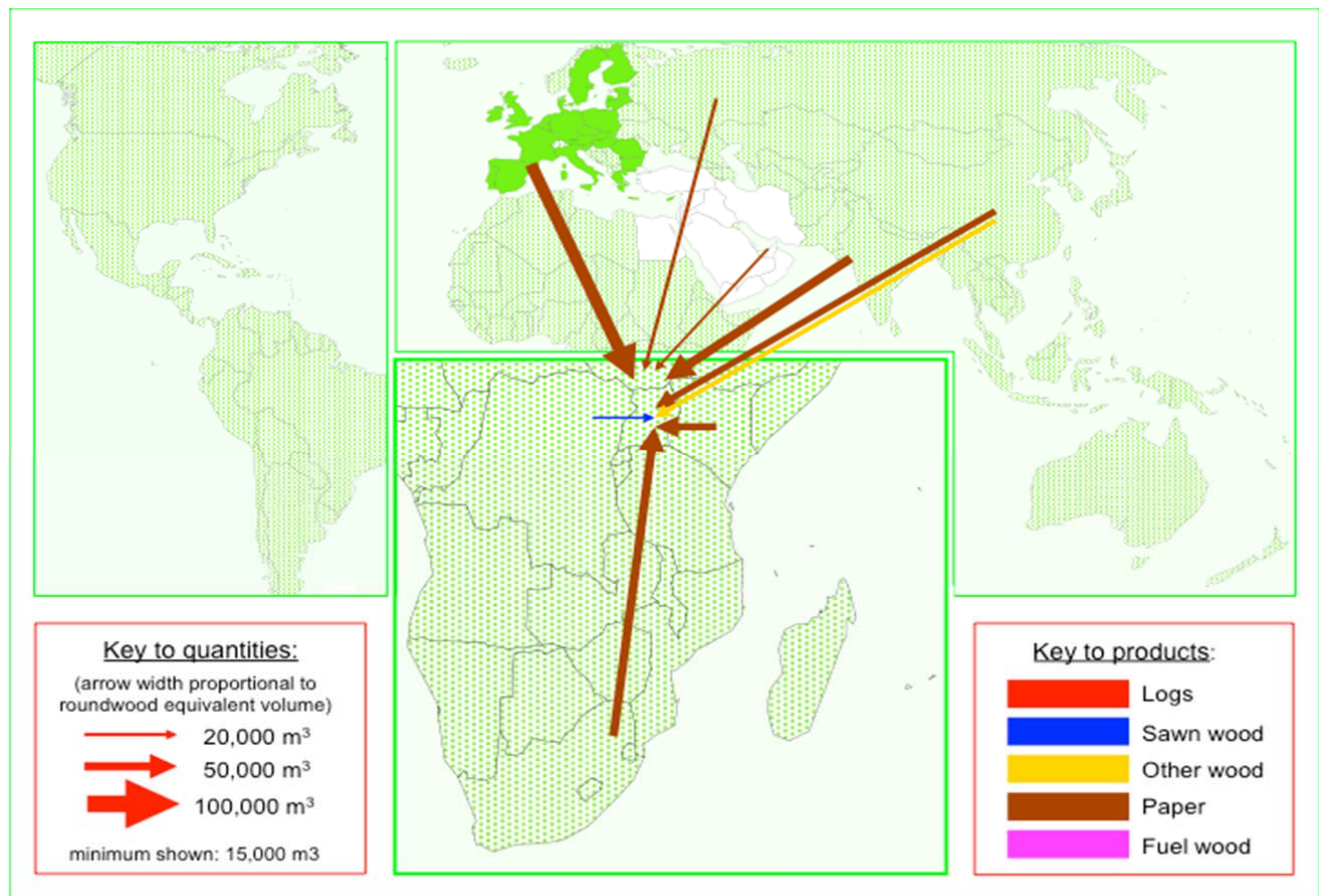 Key to quantities:
(arrow width proportional to
roundwood equivalent volume)
20,000 m³
50,000 m³
100,000 m³
minimum shown: 15,000 m3
Key to products:
Logs
Sawn wood
Other wood
Paper
Fuel wood